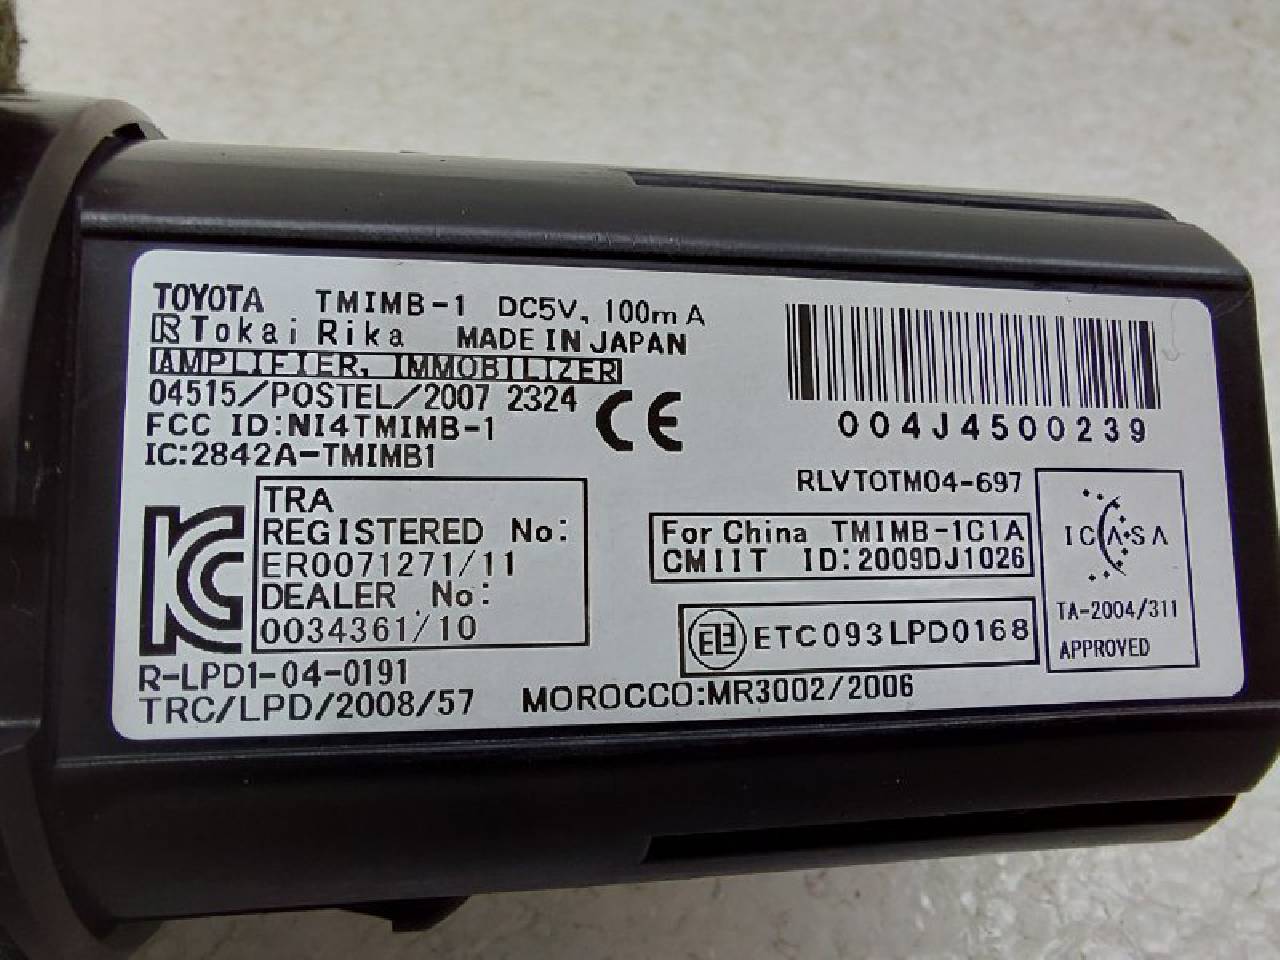 TOYOTA TMIMB-1 DC5V, 100mA
R Tokai Rika MADE IN JAPAN
AMPLIFIER, IMMOBILIZER
04515/POSTEL/2007 2324
FCC ID:NI4TMIMB-1
IC:2842A-TMIMB1
CE
004J4500239
RLVTOTM04-697
KC
TRA
REGISTERED No:
ER0071271/11
DEALER No:
0034361/10
For China TMIMB-1C1A
CMIIT ID:2009DJ1026
ICASA
TA-2004/311
APPROVED
ETC093LPD0168
R-LPD1-04-0191
TRC/LPD/2008/57
MOROCCO:MR3002/2006